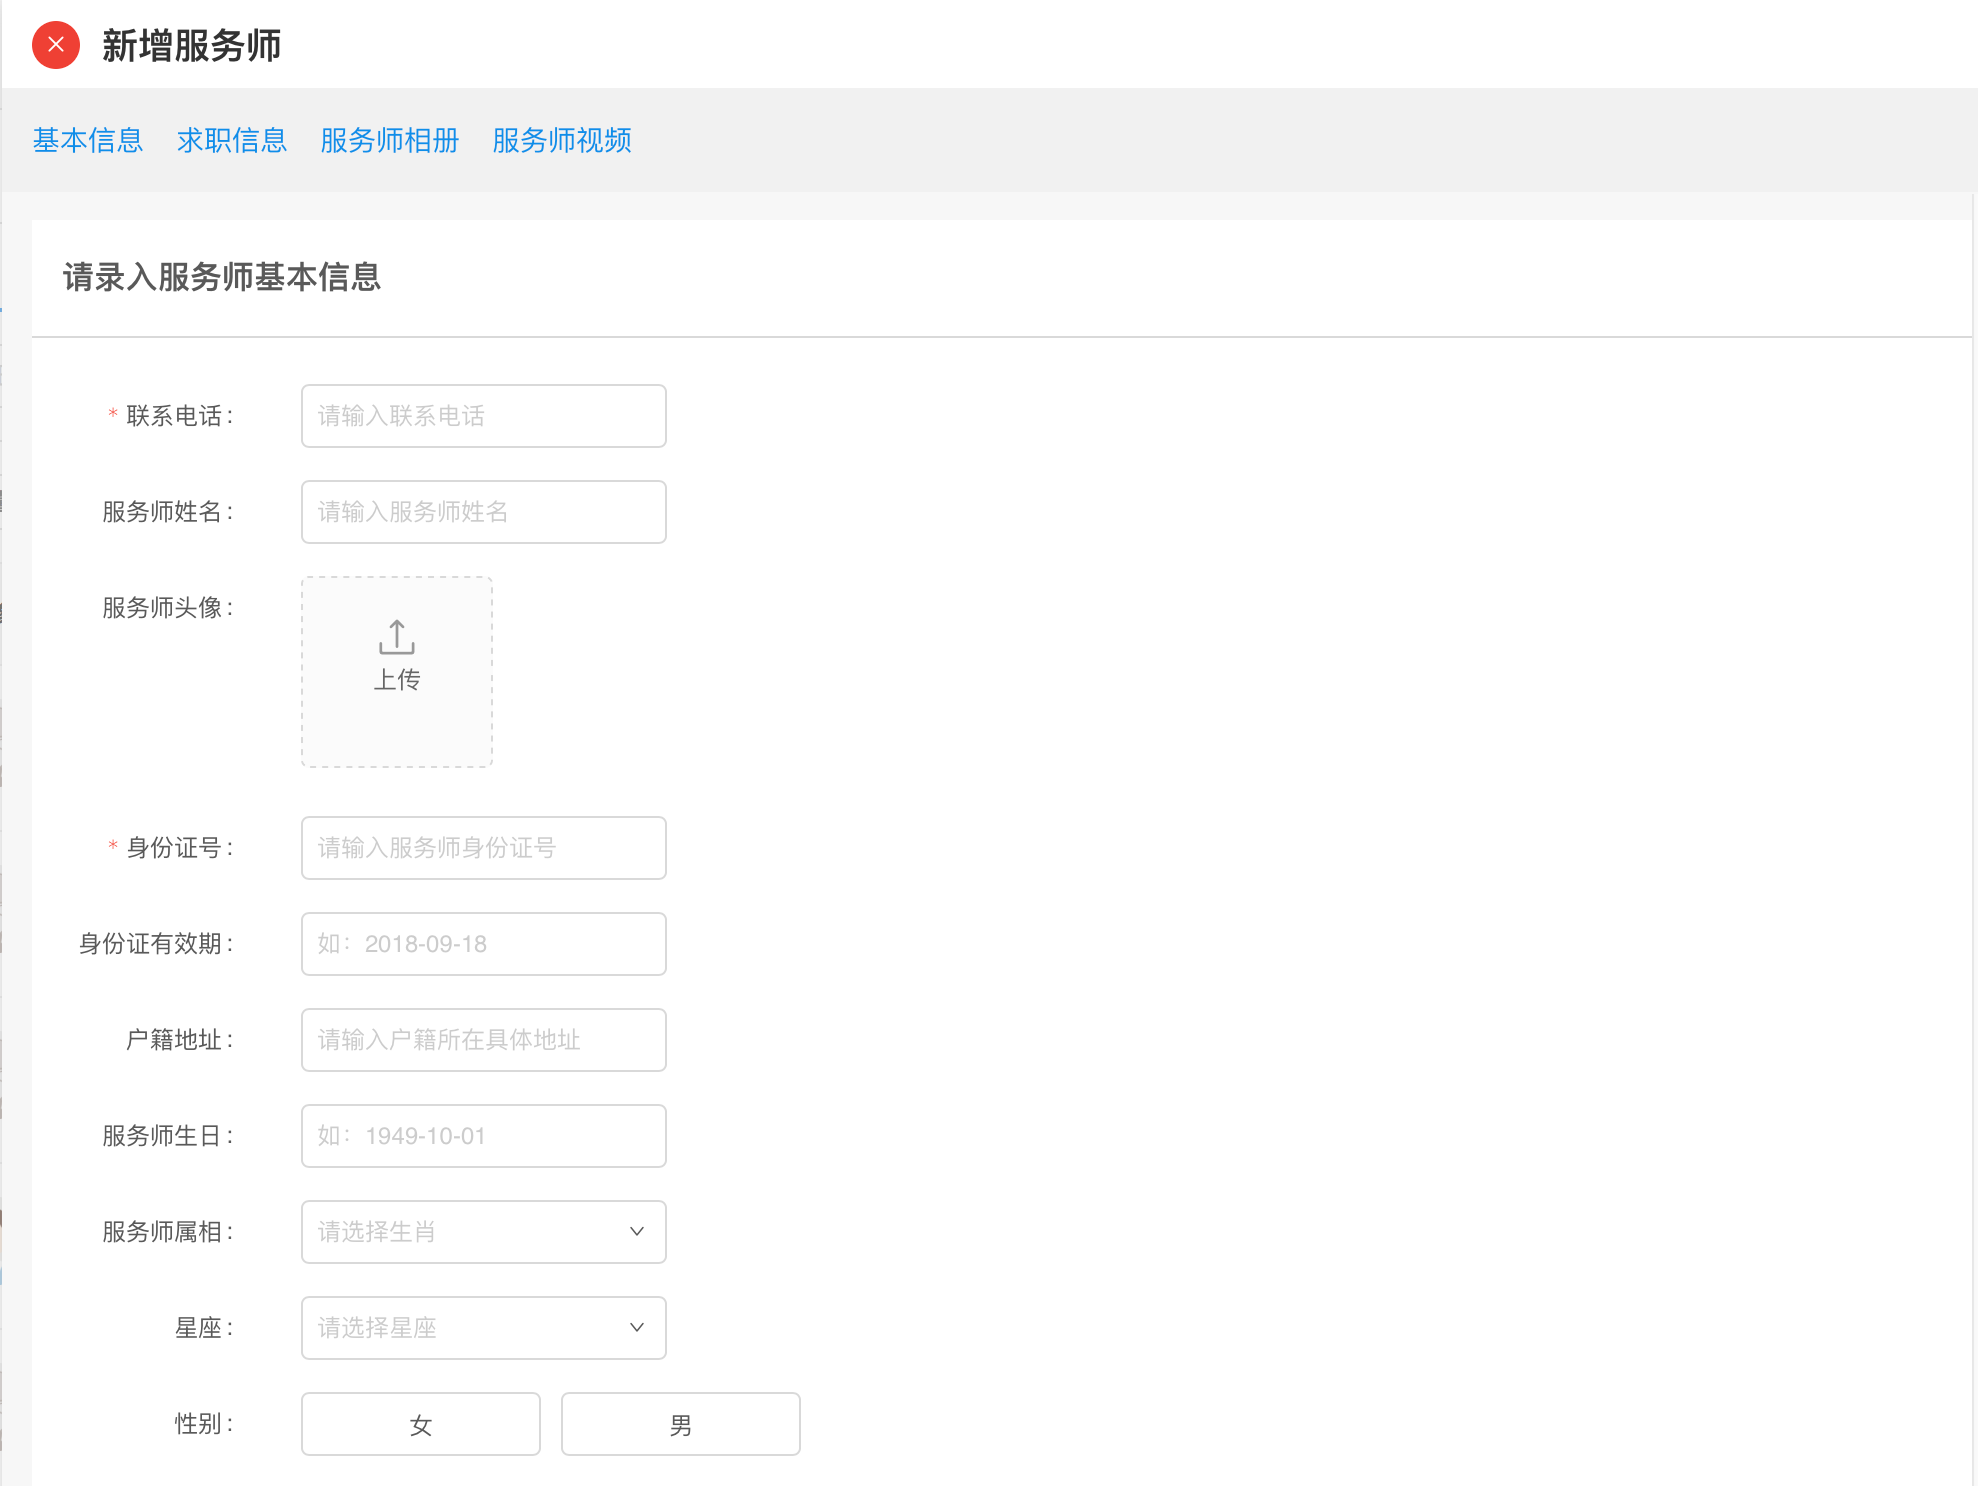 新增服务师
基本信息 求职信息 服务师相册 服务师视频
请录入服务师基本信息
* 联系电话: 请输入联系电话
服务师姓名: 请输入服务师姓名
服务师头像:
上传
* 身份证号: 请输入服务师身份证号
身份证有效期: 如：2018-09-18
户籍地址: 请输入户籍所在具体地址
服务师生日: 如：1949-10-01
服务师属相: 请选择生肖
星座: 请选择星座
性别: 女 男